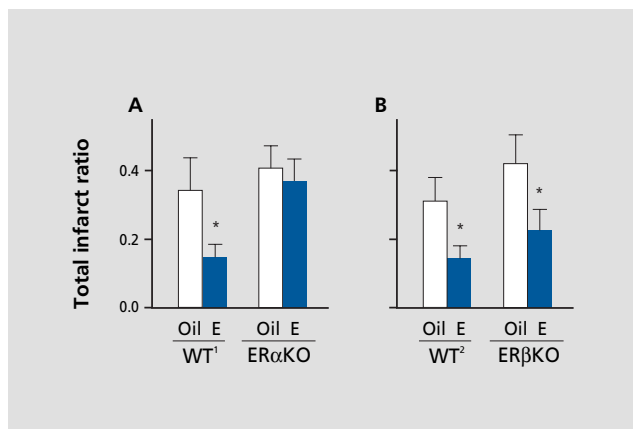 A
B
Total infarct ratio
0.4
0.2
0.0
*
*
*
Oil E Oil E Oil E Oil E
WT¹ ERαKO WT² ERβKO